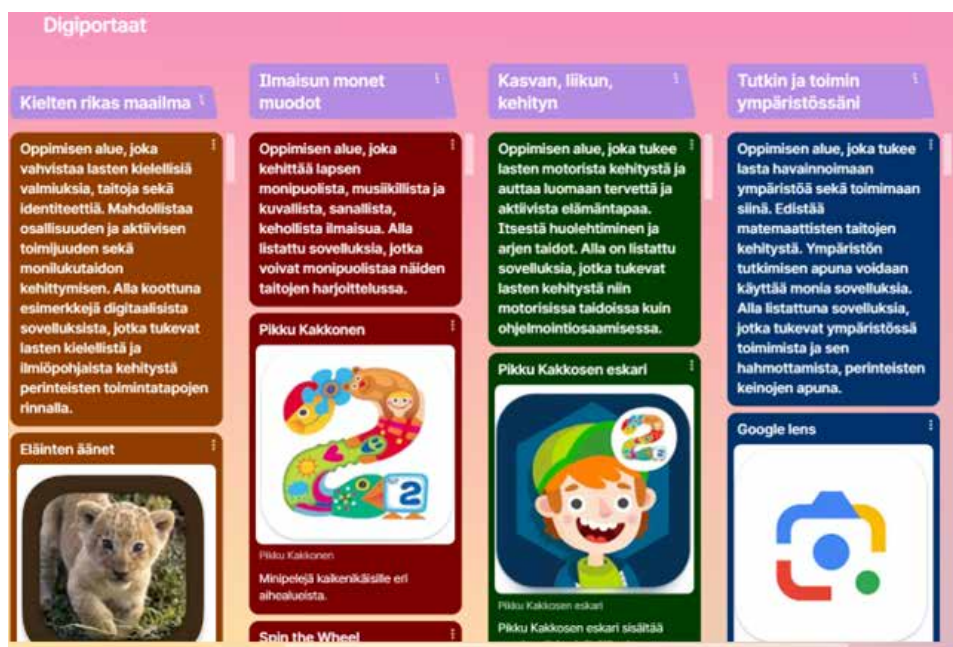 Digiportaat
Kielten rikas maailma
Oppimisen alue, joka
vahvistaa lasten kielellisiä
valmiuksia, taitoja sekä
identiteettiä. Mahdollistaa
osallisuuden ja aktiivisen
toimijuuden sekä
monilukutaidon
kehittymisen. Alla koottuna
esimerkkejä digitaalisista
sovelluksista, jotka tukevat
lasten kielellistä ja
ilmiöpohjaista kehitystä
perinteisten toimintatapojen
rinnalla.
Eläinten äänet
Ilmaisun monet
muodot
Oppimisen alue, joka
kehittää lapsen
monipuolista, musiikillista ja
kuvallista, sanallista,
kehollista ilmaisua. Alla
listattu sovelluksia, jotka
voivat monipuolistaa näiden
taitojen harjoittelussa.
Pikku Kakkonen
2
Pikku Kakkonen
Minipelejä kaikenikäisille eri
aihealueista.
Spin the Wheel
Kasvan, liikun,
kehityn
Oppimisen alue, joka tukee
lasten motorista kehitystä ja
auttaa luomaan tervettä ja
aktiivista elämäntapaa.
Itsestä huolehtiminen ja
arjen taidot. Alla on listattu
sovelluksia, jotka tukevat
lasten kehitystä niin
motorisissa taidoissa kuin
ohjelmointiosaamisessa.
Pikku Kakkosen eskari
Pikku Kakkosen eskari
Pikku Kakkosen eskari sisältää
Tutkin ja toimin
ympäristössäni
Oppimisen alue, joka tukee
lasta havainnoimaan
ympäristöä sekä toimimaan
siinä. Edistää
matemaattisten taitojen
kehitystä. Ympäristön
tutkimisen apuna voidaan
käyttää monia sovelluksia.
Alla listattuna sovelluksia,
jotka tukevat ympäristössä
toimimista ja sen
hahmottamista, perinteisten
keinojen apuna.
Google lens